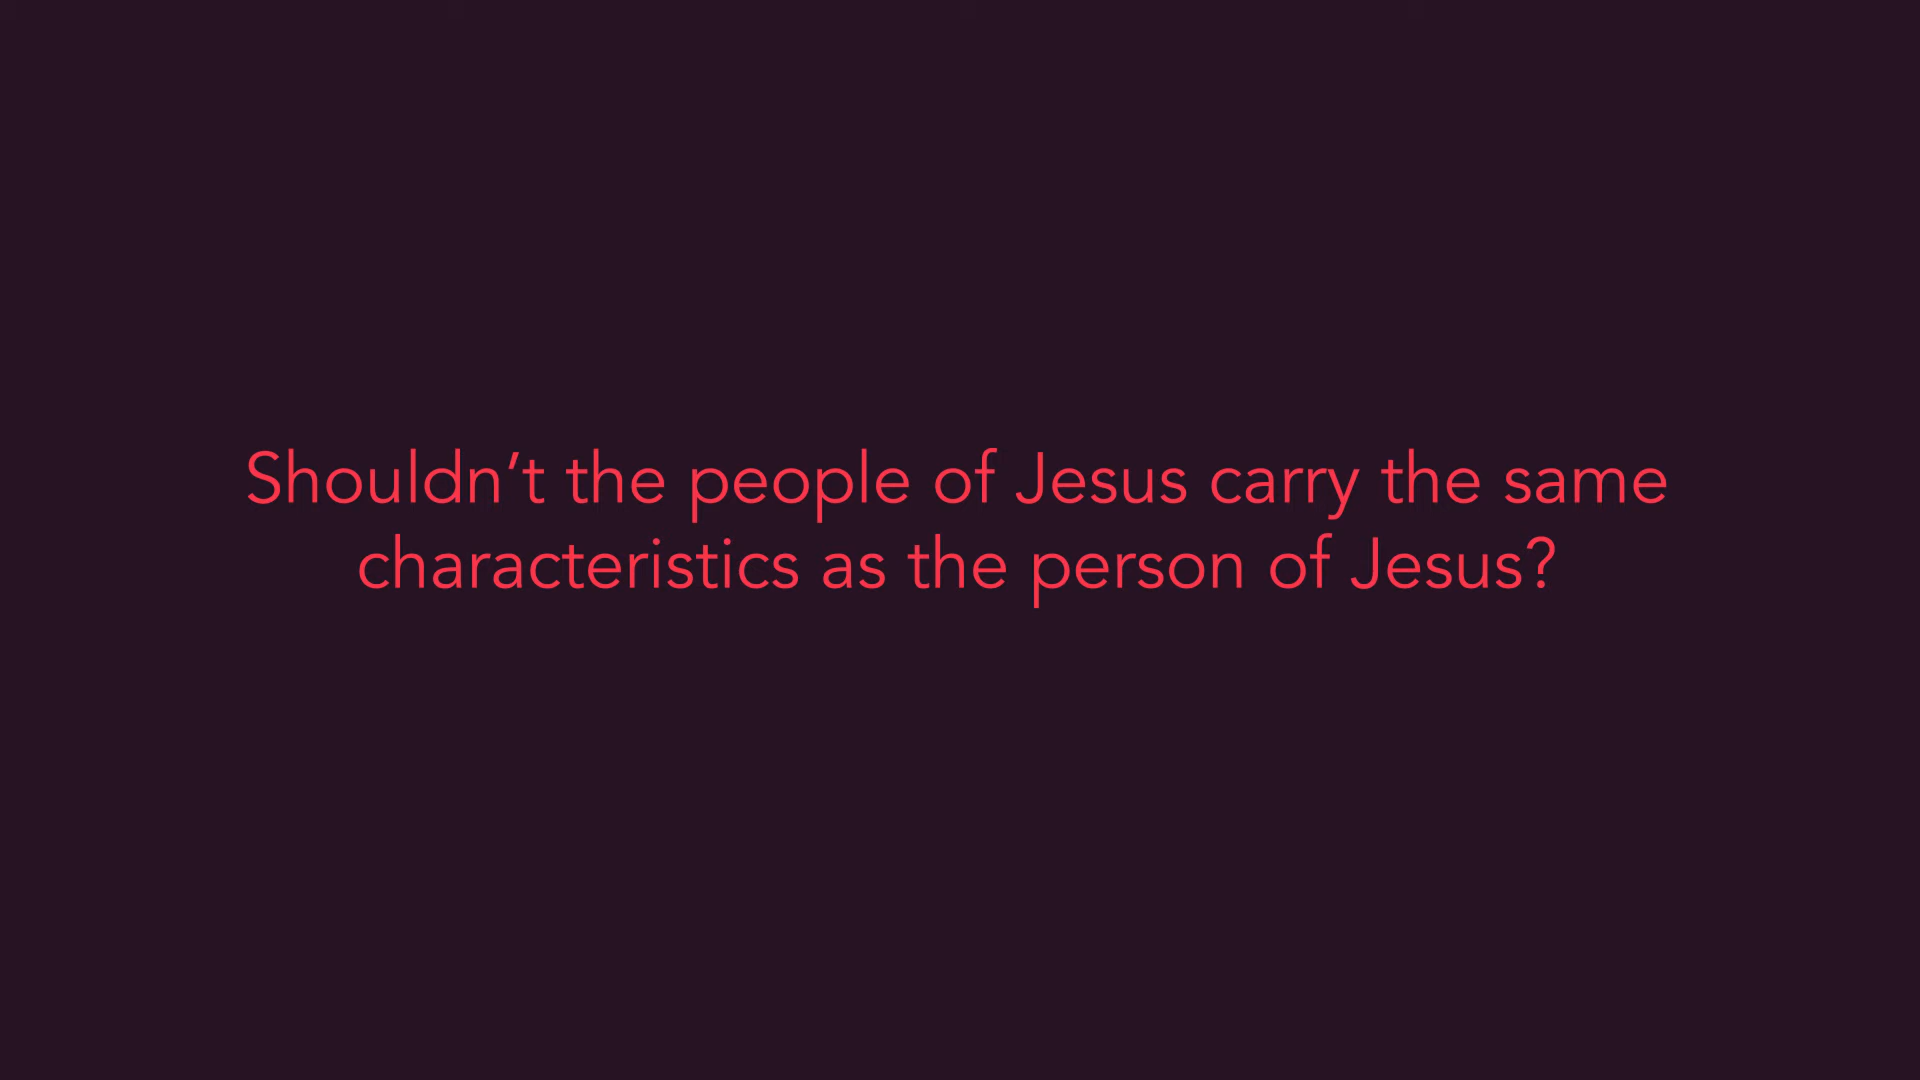 Shouldn’t the people of Jesus carry the same
characteristics as the person of Jesus?